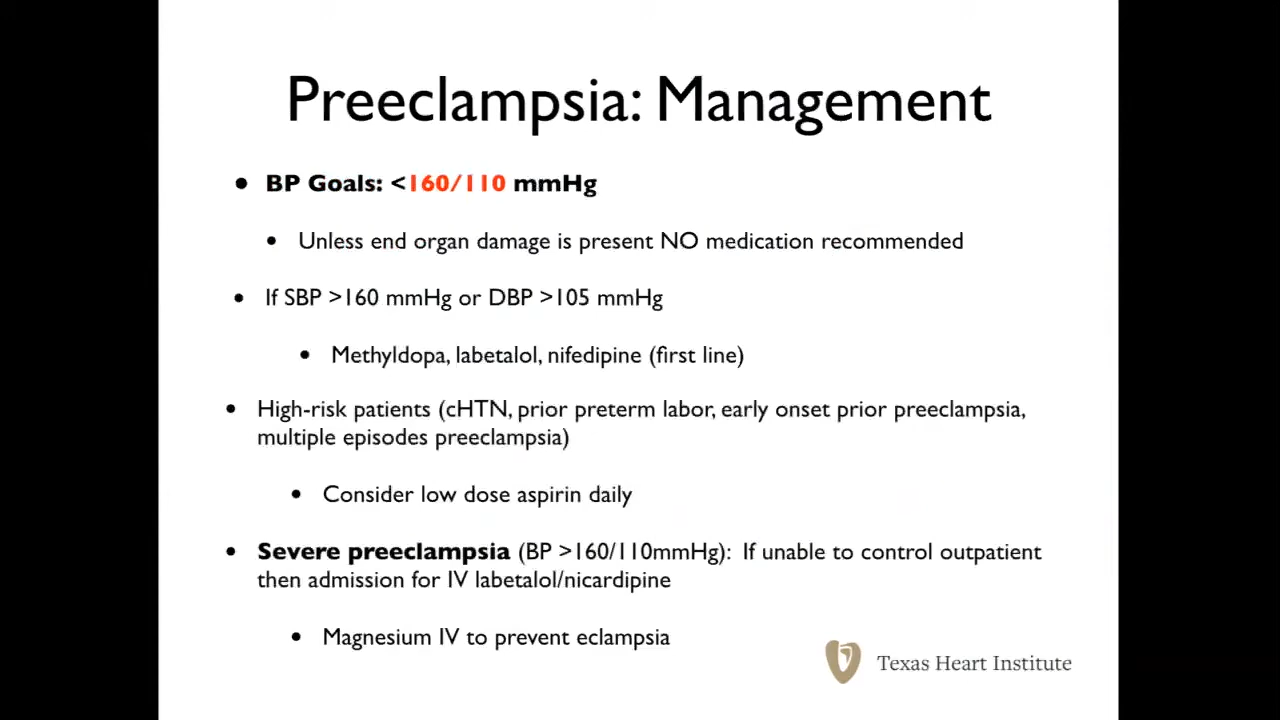 Preeclampsia: Management
• BP Goals: <160/110 mmHg
• Unless end organ damage is present NO medication recommended
• If SBP >160 mmHg or DBP >105 mmHg
• Methyldopa, labetalol, nifedipine (first line)
• High-risk patients (cHTN, prior preterm labor, early onset prior preeclampsia,
multiple episodes preeclampsia)
• Consider low dose aspirin daily
• Severe preeclampsia (BP >160/110mmHg): If unable to control outpatient
then admission for IV labetalol/nicardipine
• Magnesium IV to prevent eclampsia
Texas Heart Institute